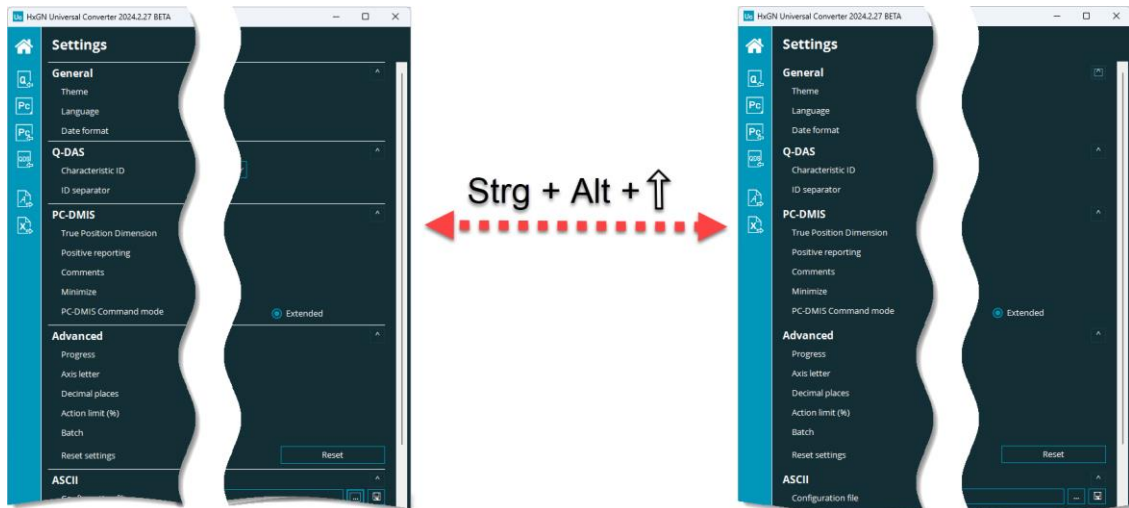 HxGN Universal Converter 2024.2.27 BETA
Settings
General
Theme
Language
Date format
Q-DAS
Characteristic ID
ID separator
PC-DMIS
True Position Dimension
Positive reporting
Comments
Minimize
PC-DMIS Command mode
Extended
Advanced
Progress
Axis letter
Decimal places
Action limit (%)
Batch
Reset settings
Reset
ASCII
...
Strg + Alt + ⇧
HxGN Universal Converter 2024.2.27 BETA
Settings
General
Theme
Language
Date format
Q-DAS
Characteristic ID
ID separator
PC-DMIS
True Position Dimension
Positive reporting
Comments
Minimize
PC-DMIS Command mode
Extended
Advanced
Progress
Axis letter
Decimal places
Action limit (%)
Batch
Reset settings
Reset
ASCII
Configuration file
...